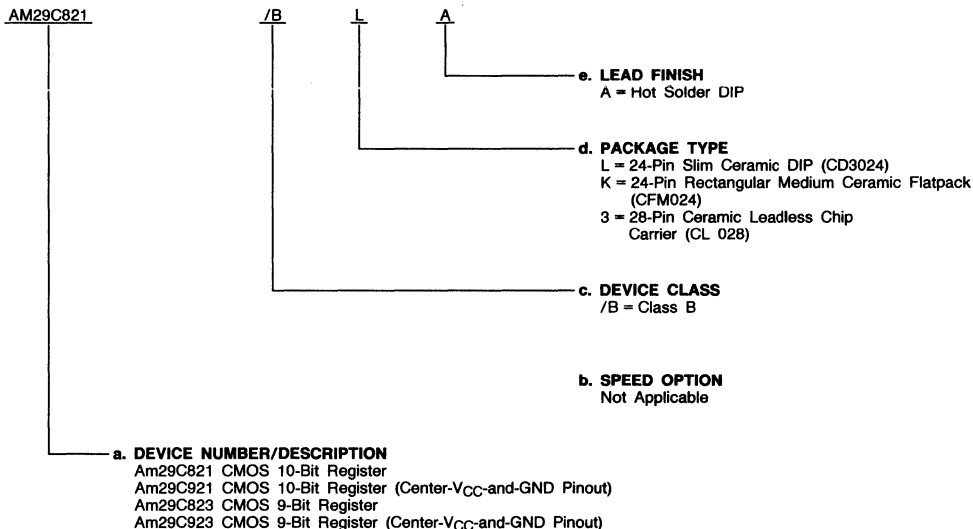 AM29C821 /B L A
e. LEAD FINISH
A = Hot Solder DIP
d. PACKAGE TYPE
L = 24-Pin Slim Ceramic DIP (CD3024)
K = 24-Pin Rectangular Medium Ceramic Flatpack
(CFM024)
3 = 28-Pin Ceramic Leadless Chip
Carrier (CL 028)
c. DEVICE CLASS
/B = Class B
b. SPEED OPTION
Not Applicable
a. DEVICE NUMBER/DESCRIPTION
Am29C821 CMOS 10-Bit Register
Am29C921 CMOS 10-Bit Register (Center-VCC-and-GND Pinout)
Am29C823 CMOS 9-Bit Register
Am29C923 CMOS 9-Bit Register (Center-VCC-and-GND Pinout)